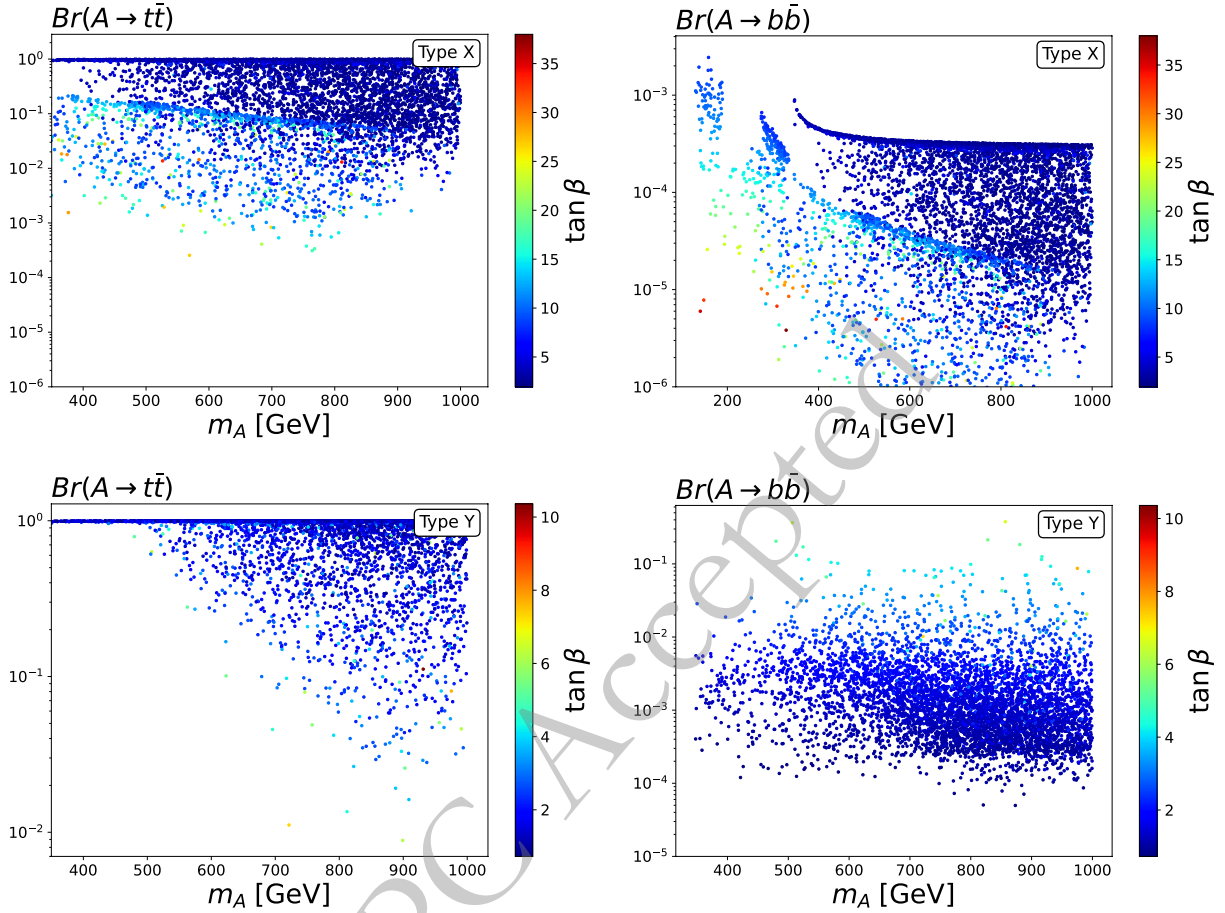 Br(A → tt̄)
Type X
10⁰
10⁻¹
10⁻²
10⁻³
10⁻⁴
10⁻⁵
10⁻⁶
400 500 600 700 800 900 1000
m_A [GeV]
35
30
25
20
15
10
5
tan β
Br(A → bb̄)
Type X
10⁻³
10⁻⁴
10⁻⁵
10⁻⁶
200 400 600 800 1000
m_A [GeV]
35
30
25
20
15
10
5
tan β
Br(A → tt̄)
Type Y
10⁰
10⁻¹
10⁻²
400 500 600 700 800 900 1000
m_A [GeV]
10
8
6
4
2
tan β
Br(A → bb̄)
Type Y
10⁻¹
10⁻²
10⁻³
10⁻⁴
10⁻⁵
400 500 600 700 800 900 1000
m_A [GeV]
10
8
6
4
2
tan β
PC Accepted